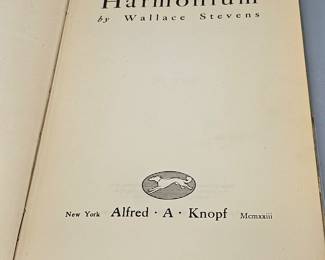 Harmonium
by Wallace Stevens
New York Alfred · A · Knopf Mcmxxiii